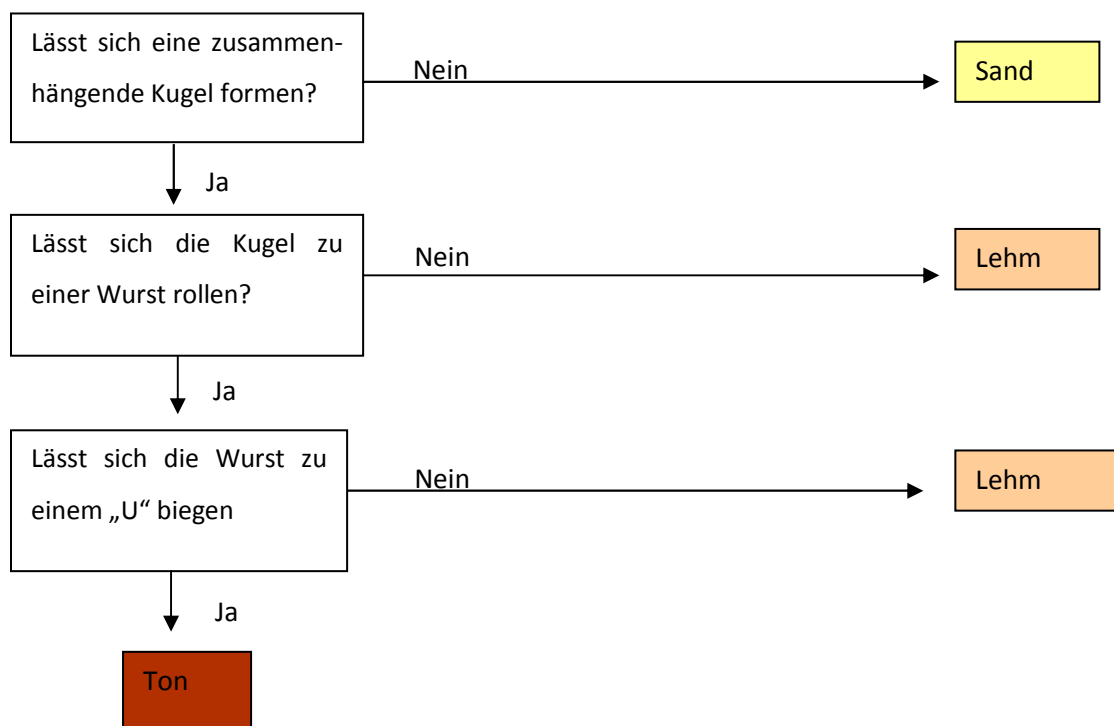 Lässt sich eine zusammen-
hängende Kugel formen?
Nein
Sand
Ja
Lässt sich die Kugel zu
einer Wurst rollen?
Nein
Lehm
Ja
Lässt sich die Wurst zu
einem „U“ biegen
Nein
Lehm
Ja
Ton